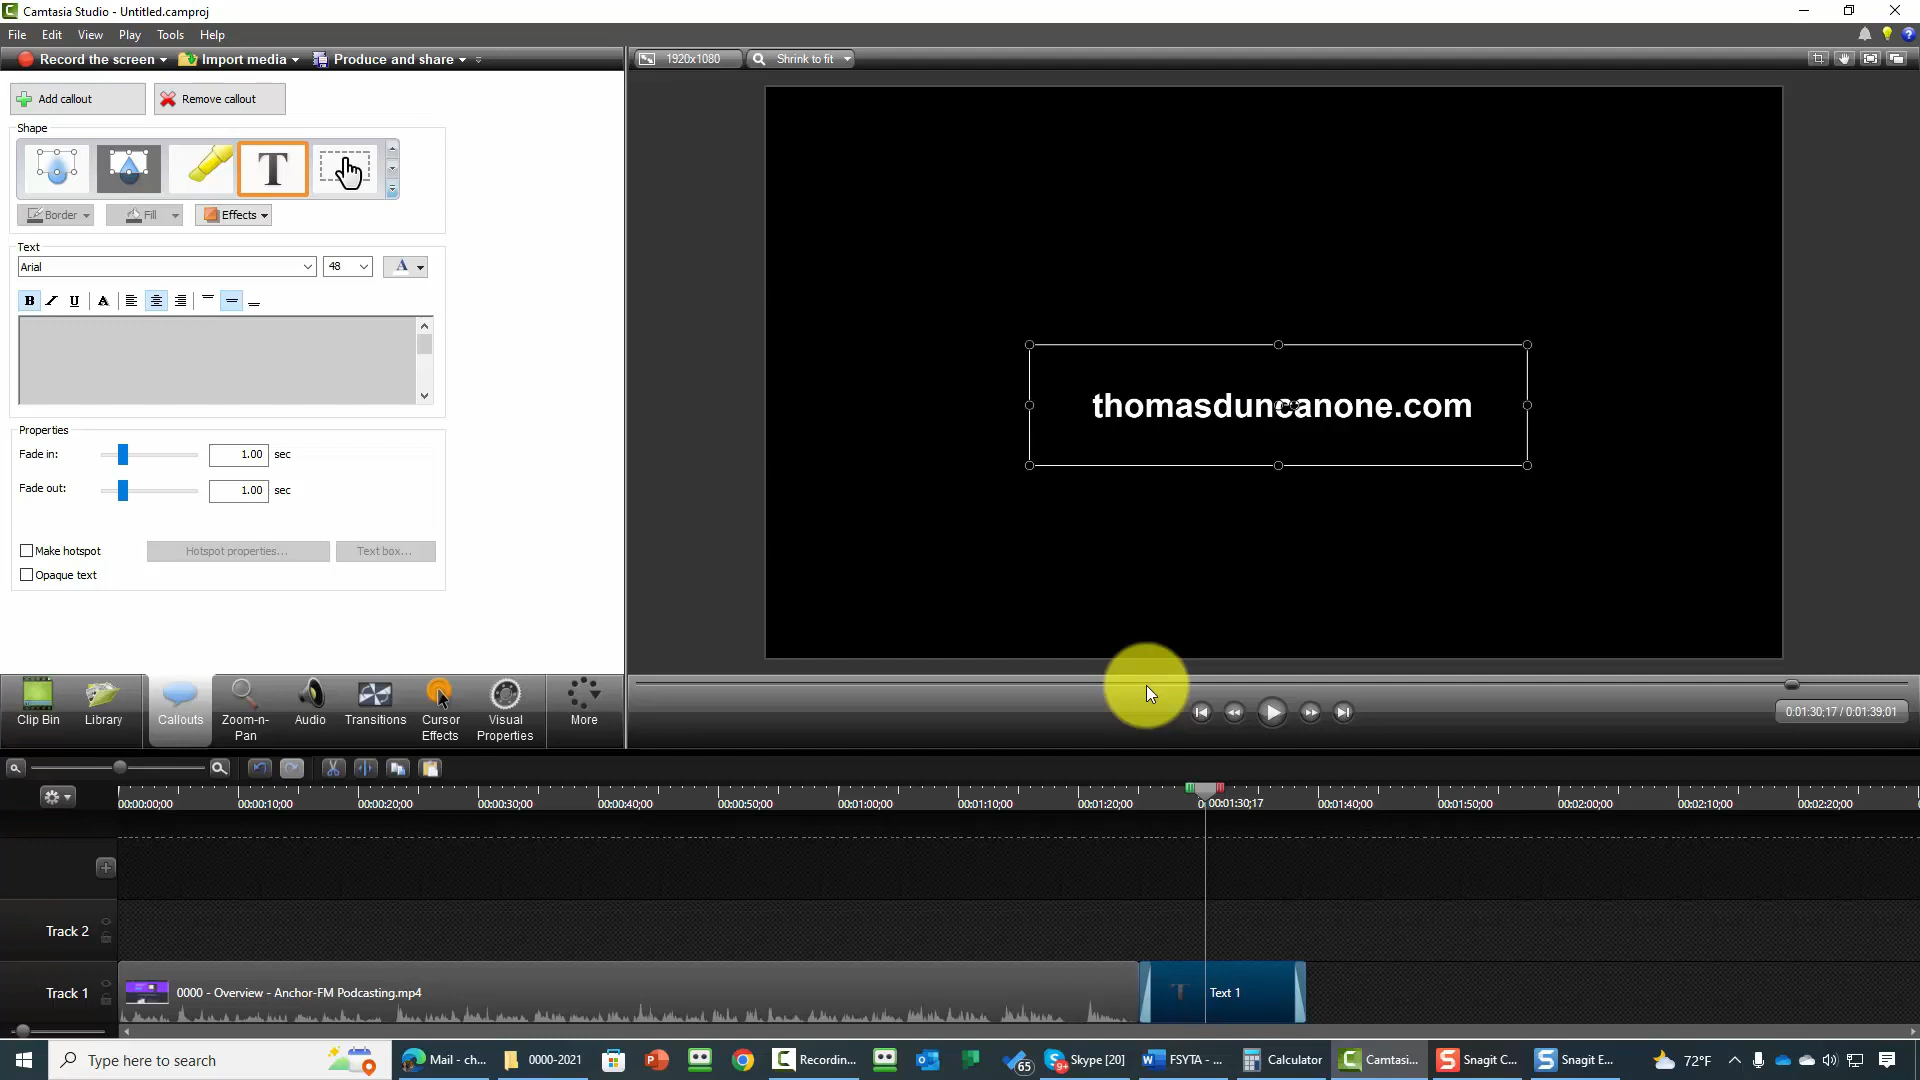 Camtasia Studio - Untitled.camproj
File Edit View Play Tools Help
Record the screen Import media Produce and share 1920x1080 Shrink to fit
Add callout Remove callout
Shape
T
Border Fill Effects
Text
Arial 48 A
B I U A
thomasduncanone.com
Properties
Fade in: 1.00 sec
Fade out: 1.00 sec
Make hotspot Hotspot properties... Text box...
Opaque text
Clip Bin Library Callouts Zoom-n-Pan Audio Transitions Cursor Effects Visual Properties More
0:01:30;17 / 0:01:39;01
00:00:00;00 00:00:10;00 00:00:20;00 00:00:30;00 00:00:40;00 00:00:50;00 00:01:00;00 00:01:10;00 00:01:20;00 00:01:30;17 00:01:40;00 00:01:50;00 00:02:00;00 00:02:10;00 00:02:20;00
Track 2
Track 1 0000 - Overview - Anchor-FM Podcasting.mp4 T Text 1
Type here to search Mail - ch... 0000-2021 Recordin... 65 9+ Skype [20] FSYTA - ... Calculator Camtasi... Snagit C... Snagit E... 72°F